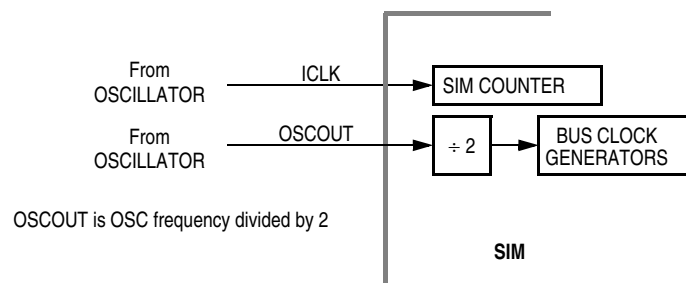 From
OSCILLATOR
ICLK
SIM COUNTER
From
OSCILLATOR
OSCOUT
÷ 2
BUS CLOCK
GENERATORS
OSCOUT is OSC frequency divided by 2
SIM